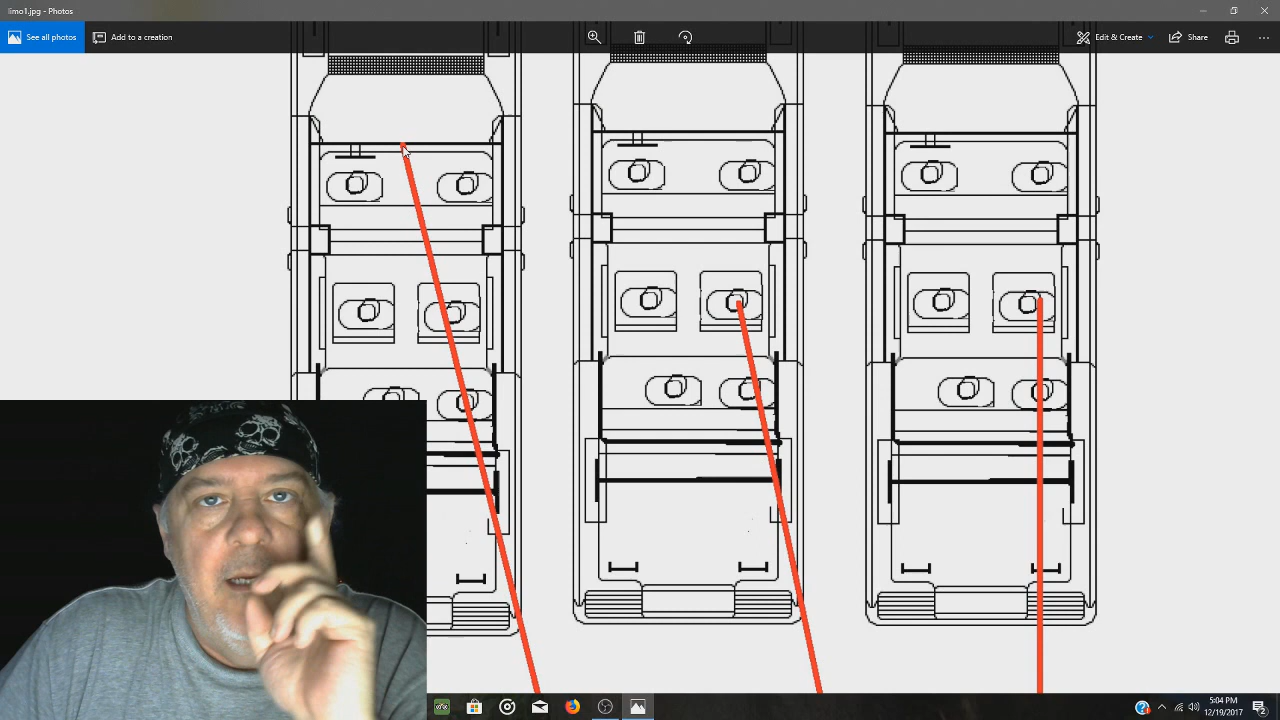 limo1.jpg - Photos
See all photos
Add to a creation
Edit & Create
Share
5:04 PM
12/19/2017